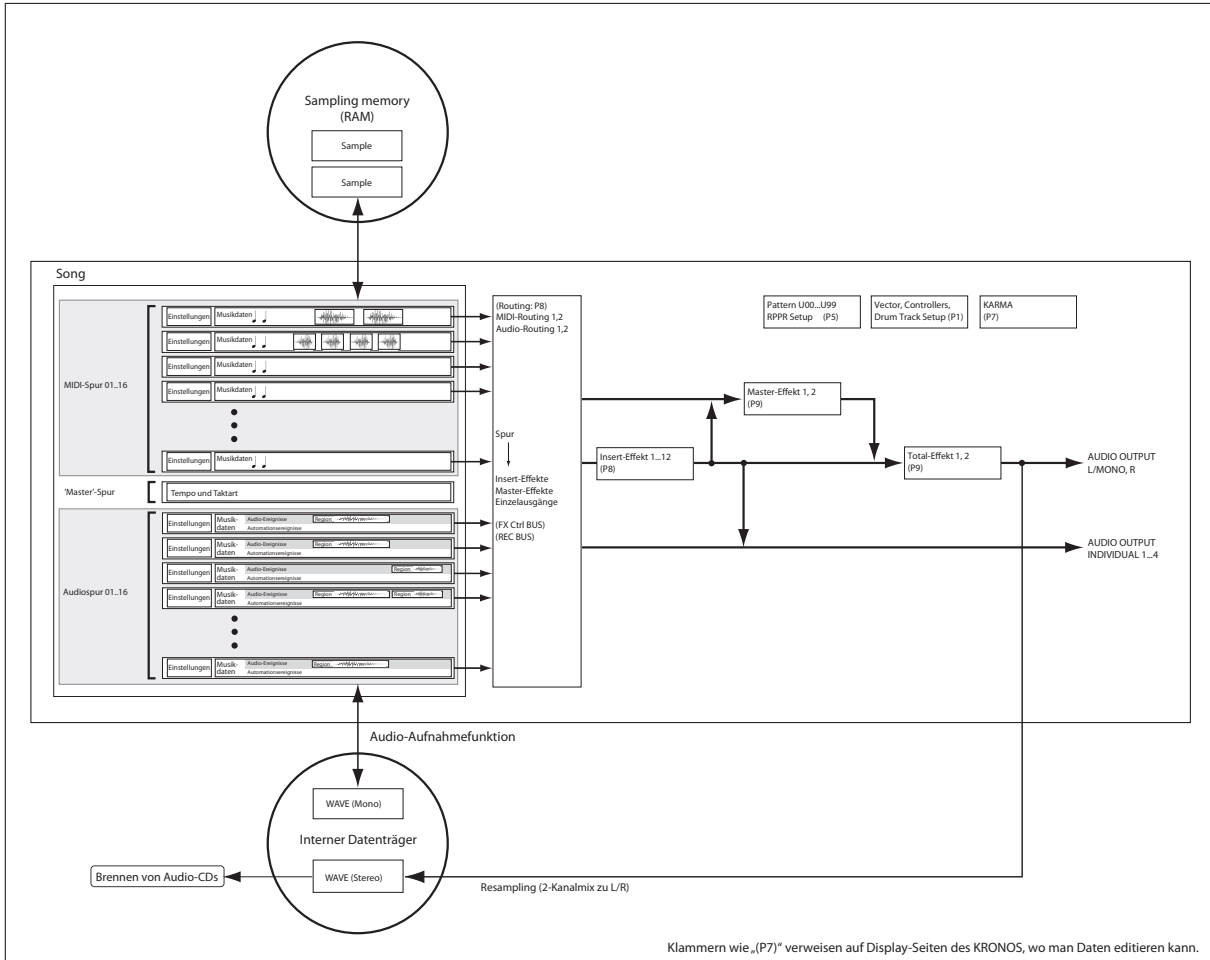 Sampling memory
(RAM)
Sample
Sample
Song
MIDI-Spur 01..16
Einstellungen Musikdaten
Einstellungen Musikdaten
Einstellungen Musikdaten
Einstellungen Musikdaten
Einstellungen Musikdaten
'Master'-Spur
Tempo und Taktart
Audiospur 01..16
Einstellungen Musik-
daten
Audio-Ereignisse Region
Automationsereignisse
Einstellungen Musik-
daten
Audio-Ereignisse Region
Automationsereignisse
Einstellungen Musik-
daten
Audio-Ereignisse Region
Automationsereignisse
Einstellungen Musik-
daten
Audio-Ereignisse Region Region
Automationsereignisse
Einstellungen Musik-
daten
Audio-Ereignisse Region
Automationsereignisse
(Routing: P8)
MIDI-Routing 1,2
Audio-Routing 1,2
Spur
Insert-Effekte
Master-Effekte
Einzelausgänge
(FX Ctrl BUS)
(REC BUS)
Pattern U00...U99
RPPR Setup (P5)
Vector, Controllers,
Drum Track Setup (P1)
KARMA
(P7)
Master-Effekt 1, 2
(P9)
Insert-Effekt 1...12
(P8)
Total-Effekt 1, 2
(P9)
AUDIO OUTPUT
L/MONO, R
AUDIO OUTPUT
INDIVIDUAL 1...4
Audio-Aufnahmefunktion
WAVE (Mono)
Interner Datenträger
WAVE (Stereo)
Brennen von Audio-CDs
Resampling (2-Kanalmix zu L/R)
Klammern wie „(P7)“ verweisen auf Display-Seiten des KRONOS, wo man Daten editieren kann.